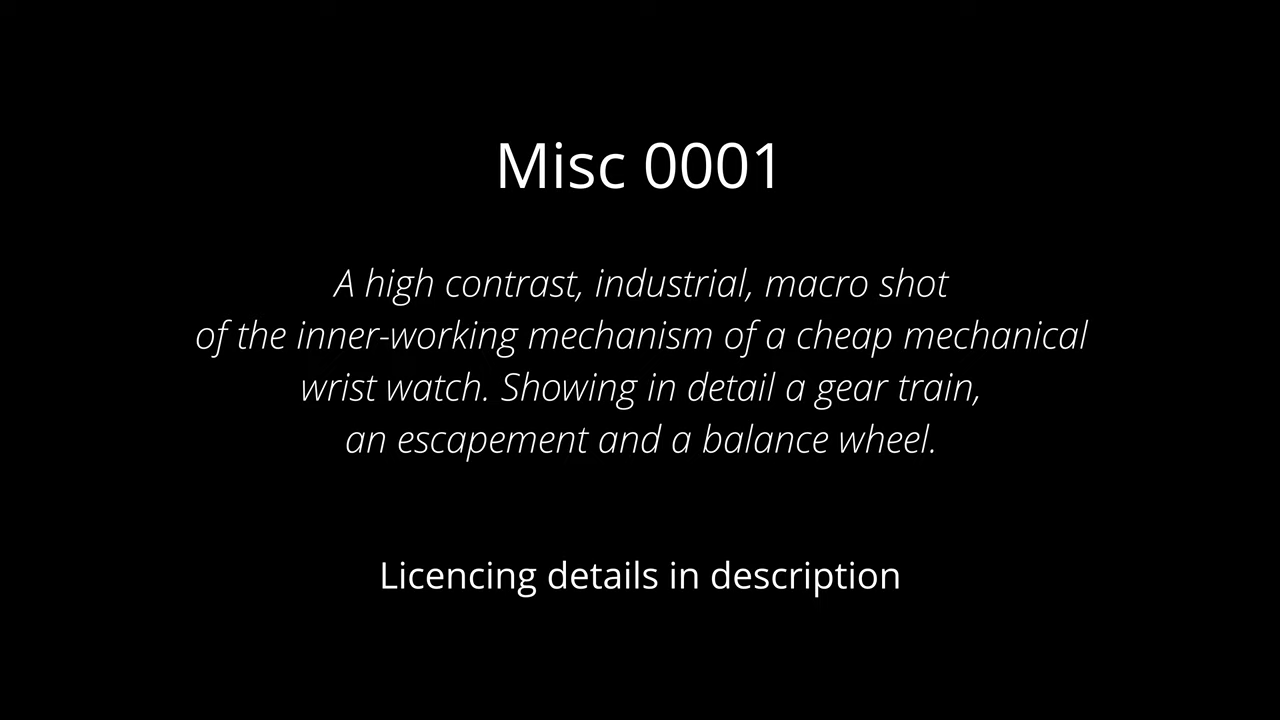 Misc 0001
A high contrast, industrial, macro shot
of the inner-working mechanism of a cheap mechanical
wrist watch. Showing in detail a gear train,
an escapement and a balance wheel.
Licencing details in description